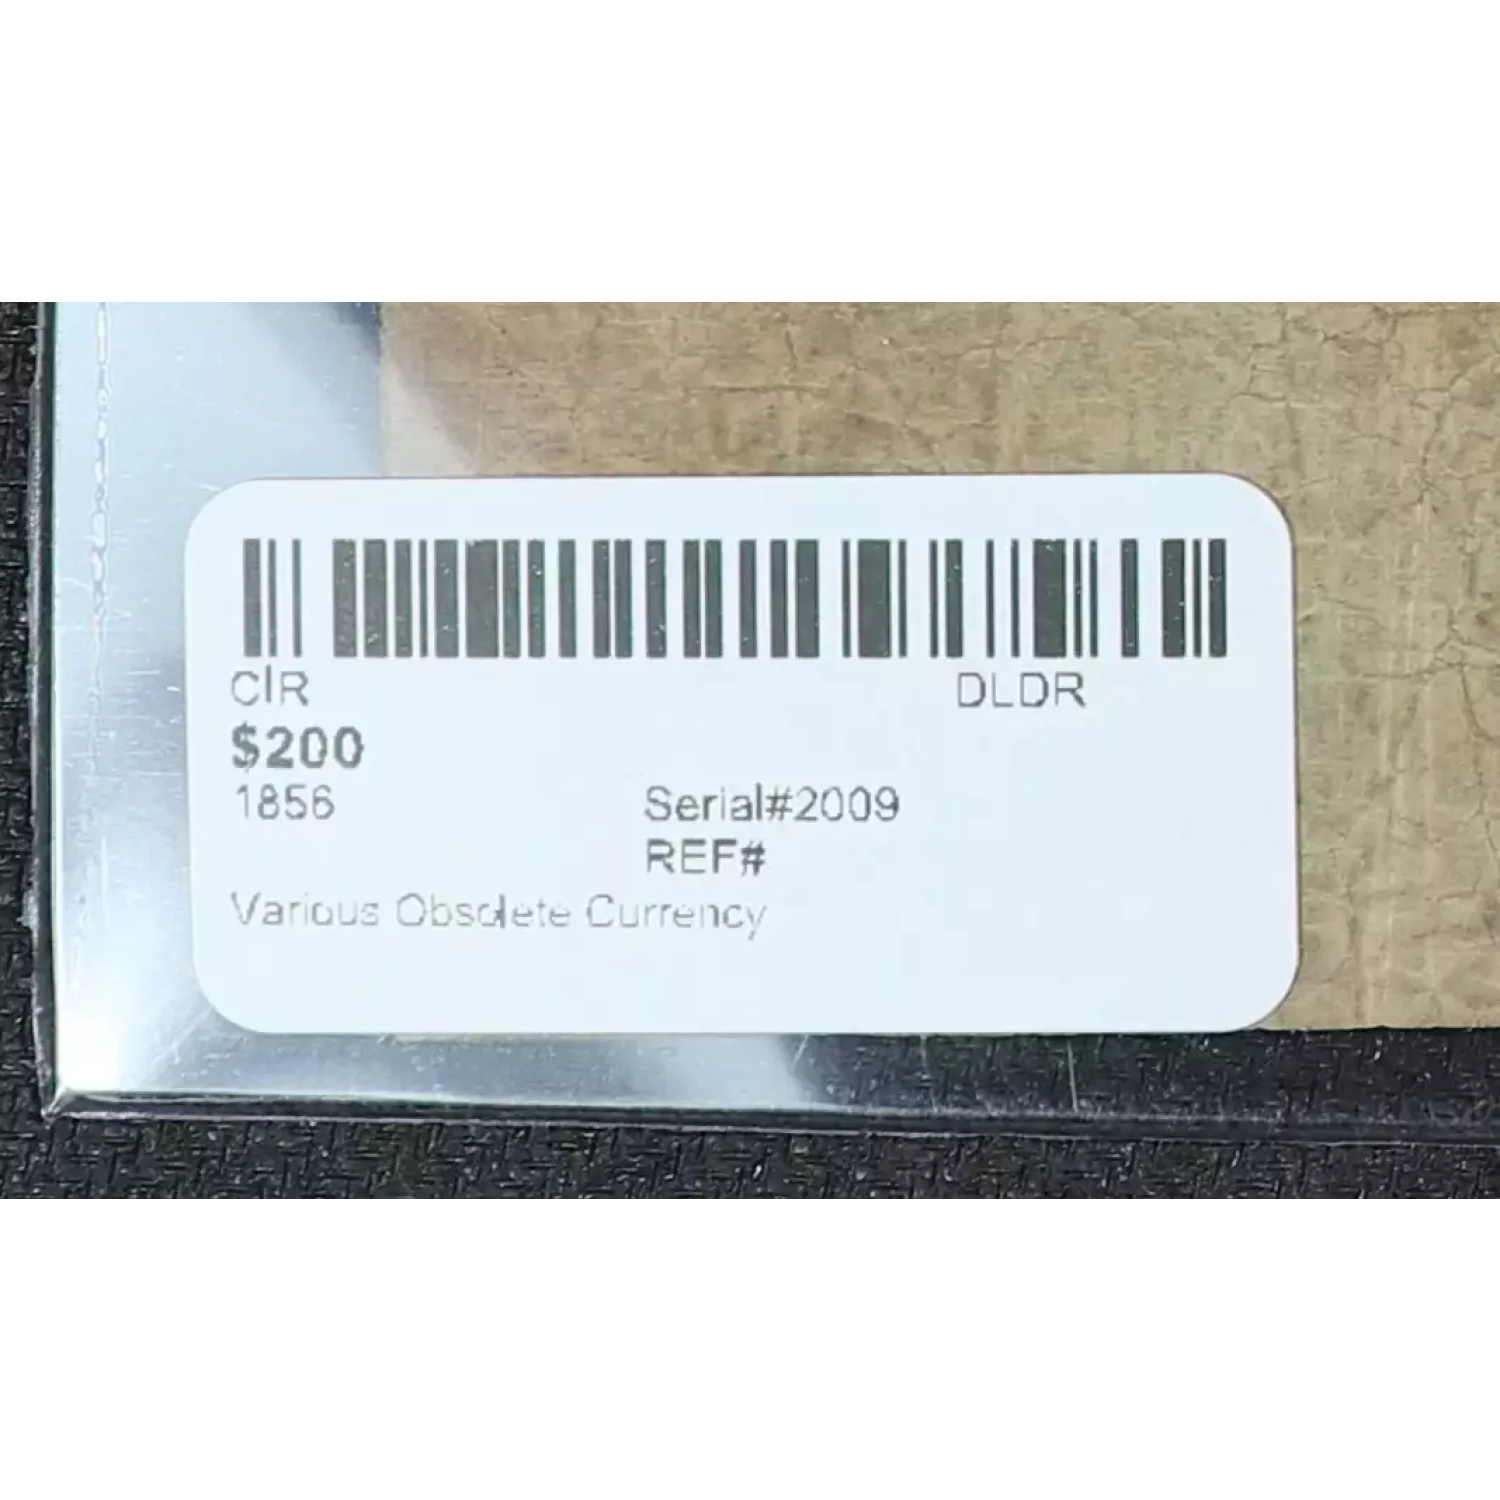 CIR DLDR
$200
1856 Serial#2009
REF#
Various Obsolete Currency